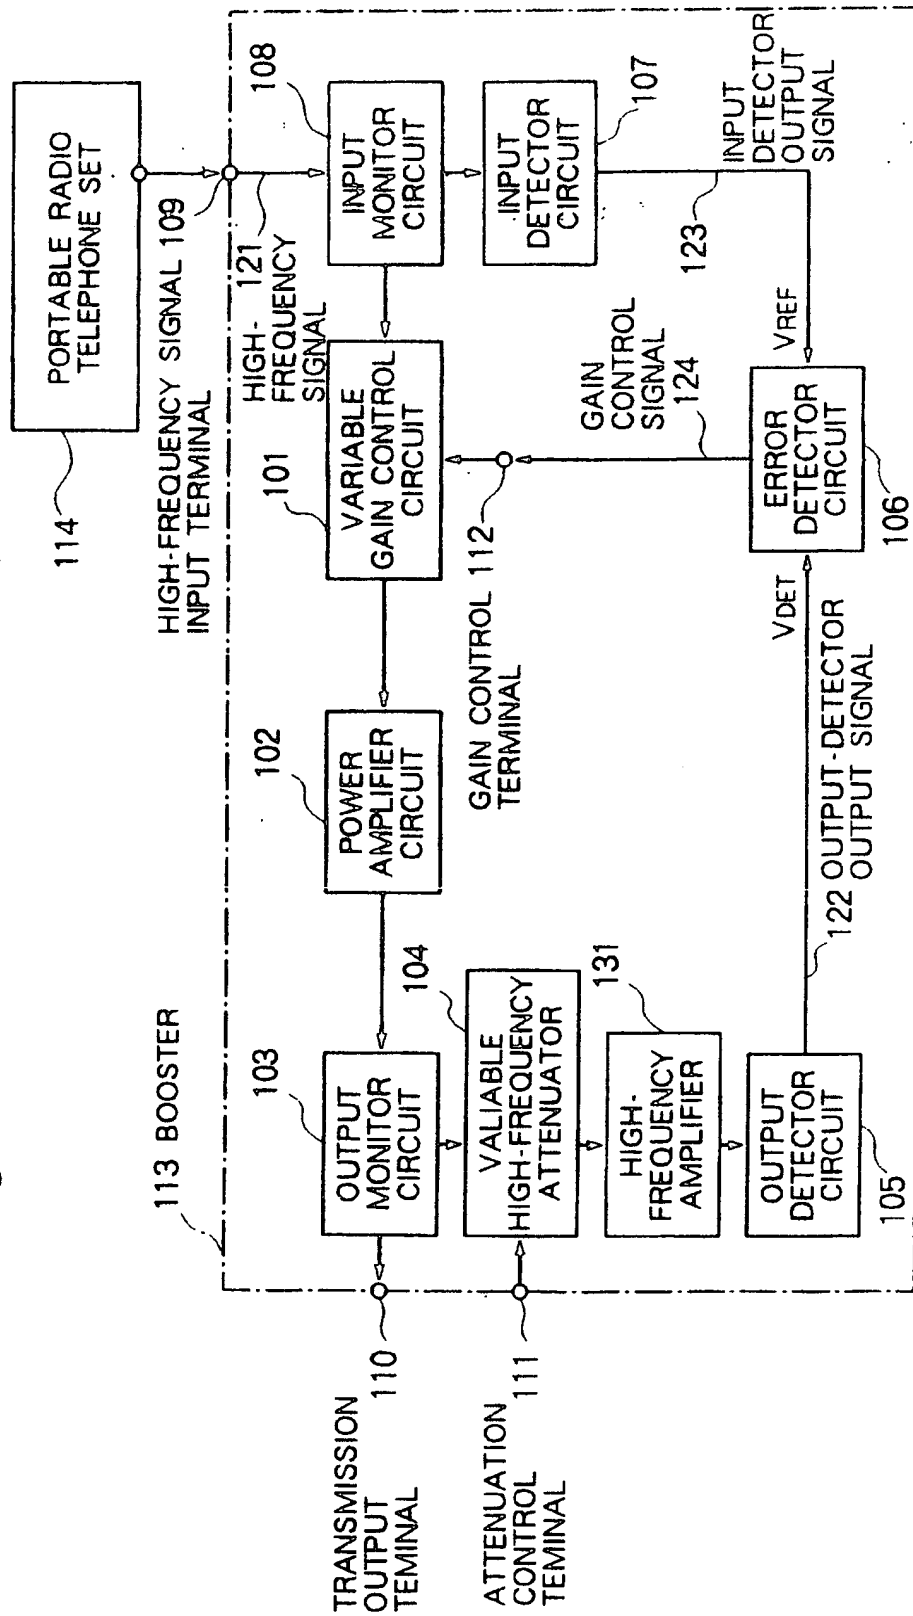 PORTABLE RADIO
TELEPHONE SET
114
HIGH-FREQUENCY SIGNAL 109
INPUT TERMINAL
113 BOOSTER
121
HIGH-
FREQUENCY
SIGNAL
108
INPUT
MONITOR
CIRCUIT
107
INPUT
DETECTOR
CIRCUIT
123
INPUT
DETECTOR
OUTPUT
SIGNAL
101
VARIABLE
GAIN CONTROL
CIRCUIT
GAIN CONTROL 112
TERMINAL
GAIN
CONTROL
SIGNAL
124
VREF
ERROR
DETECTOR
CIRCUIT
106
VDET
102
POWER
AMPLIFIER
CIRCUIT
103
OUTPUT
MONITOR
CIRCUIT
104
VALIABLE
HIGH-FREQUENCY
ATTENUATOR
131
HIGH-
FREQUENCY
AMPLIFIER
OUTPUT
DETECTOR
CIRCUIT
105
122 OUTPUT-DETECTOR
OUTPUT SIGNAL
TRANSMISSION
OUTPUT
TEMINAL
110
ATTENUATION
CONTROL
TEMINAL
111